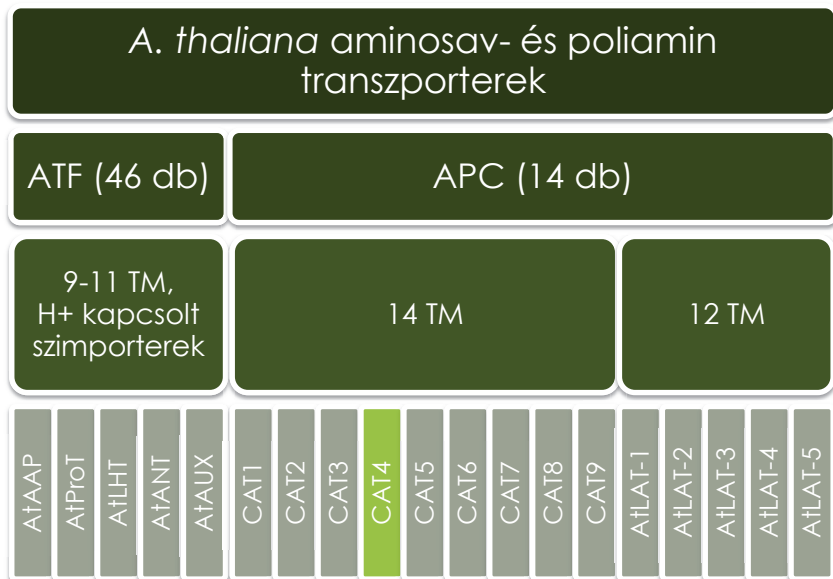 A. thaliana aminosav- és poliamin
transzporterek
ATF (46 db)
APC (14 db)
9-11 TM,
H+ kapcsolt
szimporterek
14 TM
12 TM
AtAAP
AtProT
AtLHT
AtANT
AtAUX
CAT1
CAT2
CAT3
CAT4
CAT5
CAT6
CAT7
CAT8
CAT9
AtLAT-1
AtLAT-2
AtLAT-3
AtLAT-4
AtLAT-5